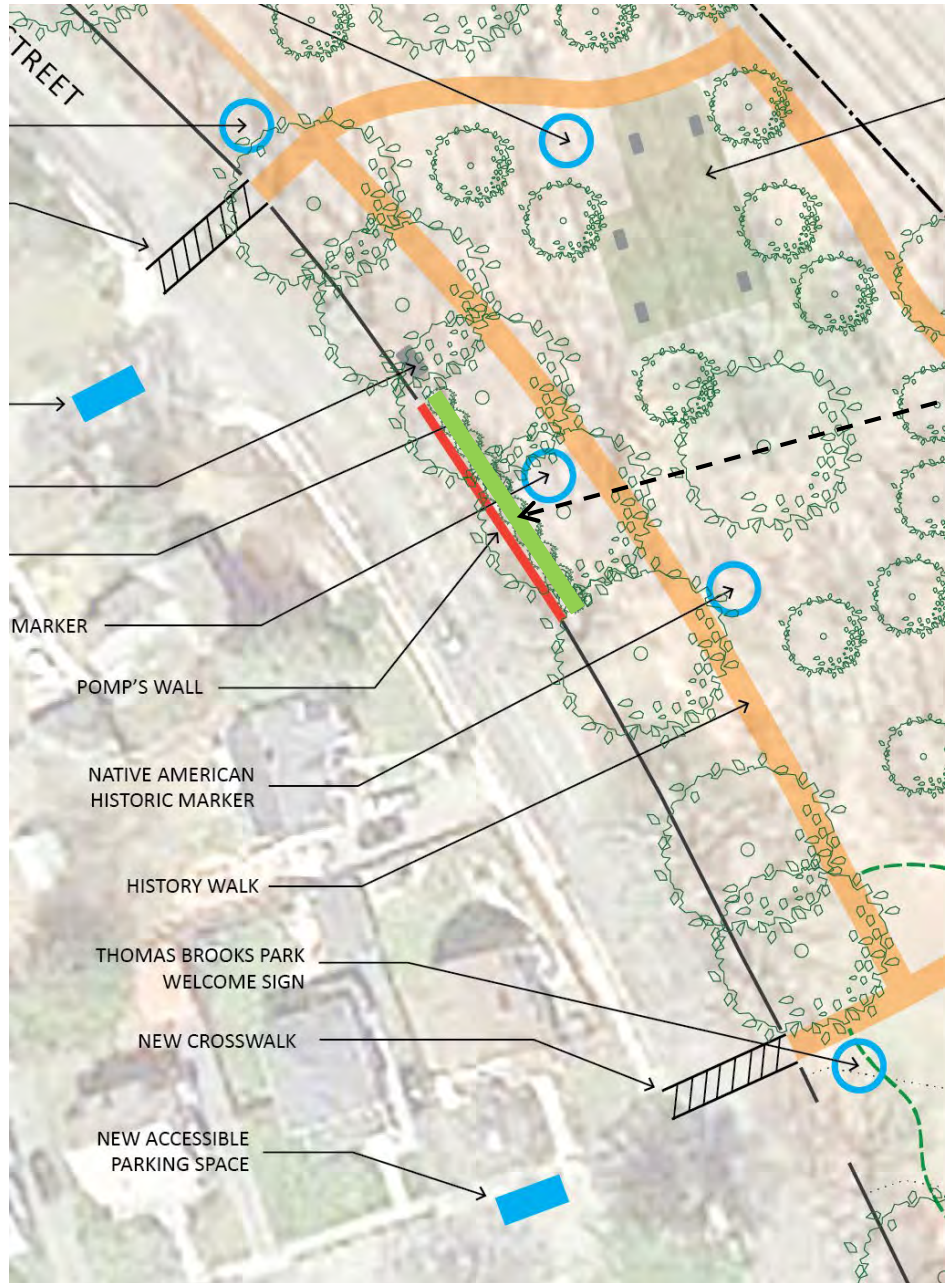 STREET
MARKER
POMP'S WALL
NATIVE AMERICAN
HISTORIC MARKER
HISTORY WALK
THOMAS BROOKS PARK
WELCOME SIGN
NEW CROSSWALK
NEW ACCESSIBLE
PARKING SPACE